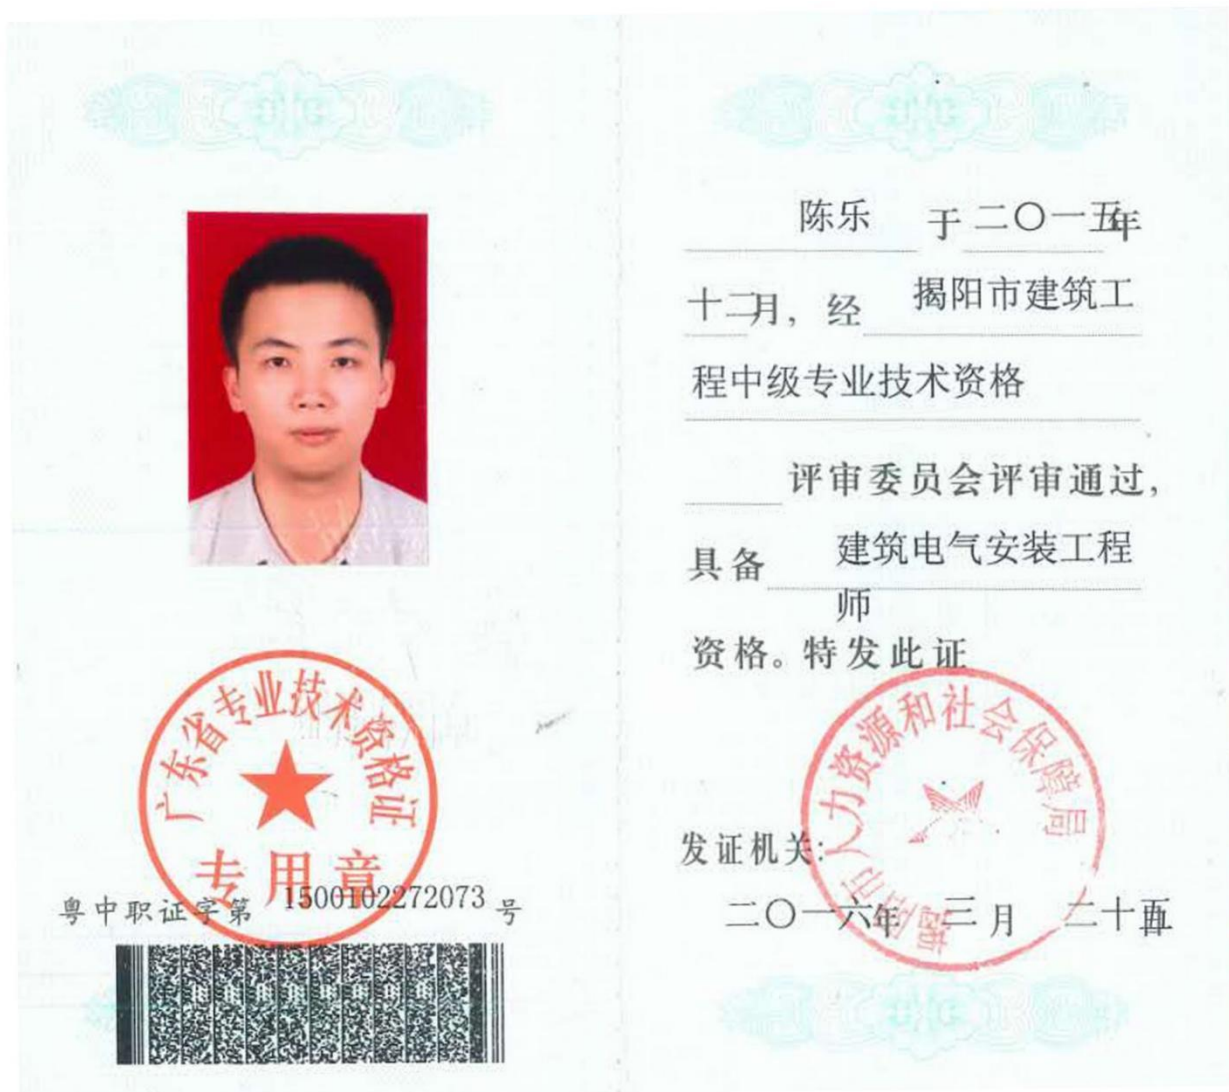 广东省专业技术资格证
专用章
粤中职证字第 1500102272073 号
陈乐 于 二〇一五年
十二月，经 揭阳市建筑工
程中级专业技术资格
评审委员会评审通过，
具备 建筑电气安装工程
师
资格。特发此证
揭阳市人力资源和社会保障局
发证机关：
二〇一六年 三月 二十五日